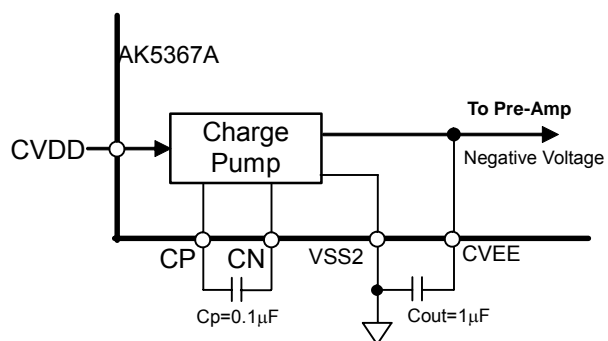 AK5367A
To Pre-Amp
Charge
Pump
CVDD
Negative Voltage
CP
CN
VSS2
CVEE
Cp=0.1μF
Cout=1μF